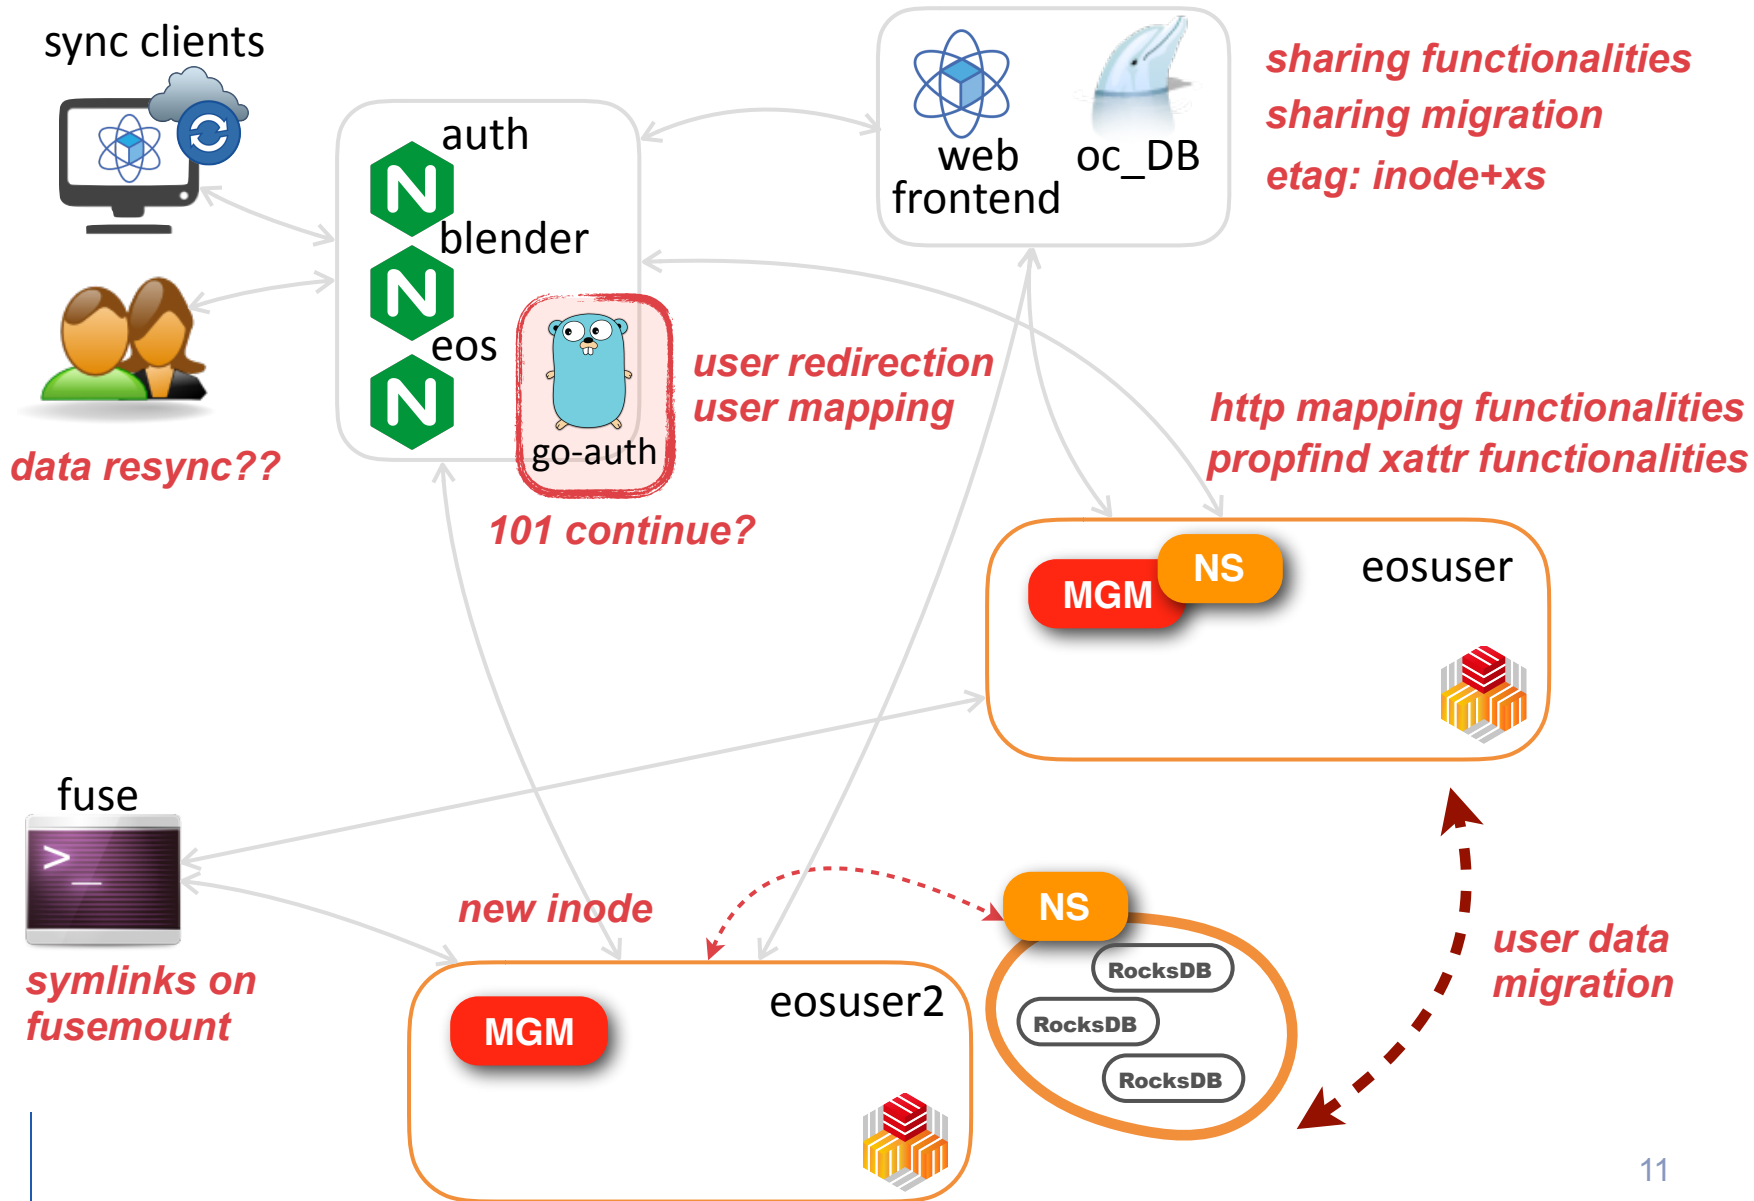 sync clients
auth
blender
eos
go-auth
web
frontend
oc_DB
sharing functionalities
sharing migration
etag: inode+xs
user redirection
user mapping
data resync??
101 continue?
http mapping functionalities
propfind xattr functionalities
MGM
NS
eosuser
fuse
>_
new inode
symlinks on
fusemount
MGM
eosuser2
NS
RocksDB
RocksDB
RocksDB
user data
migration
11